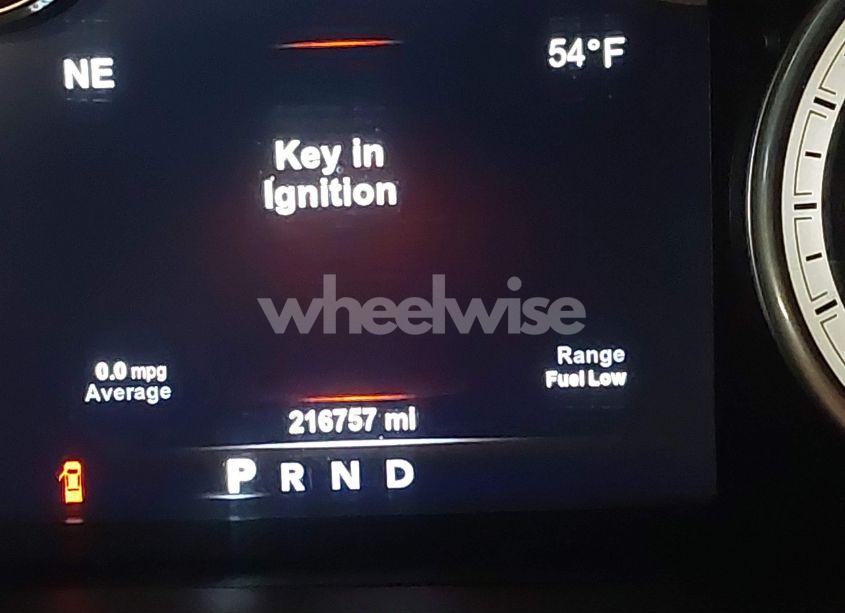 NE
54°F
Key in
Ignition
wheelwise
0.0 mpg
Average
Range
Fuel Low
216757 mi
P R N D